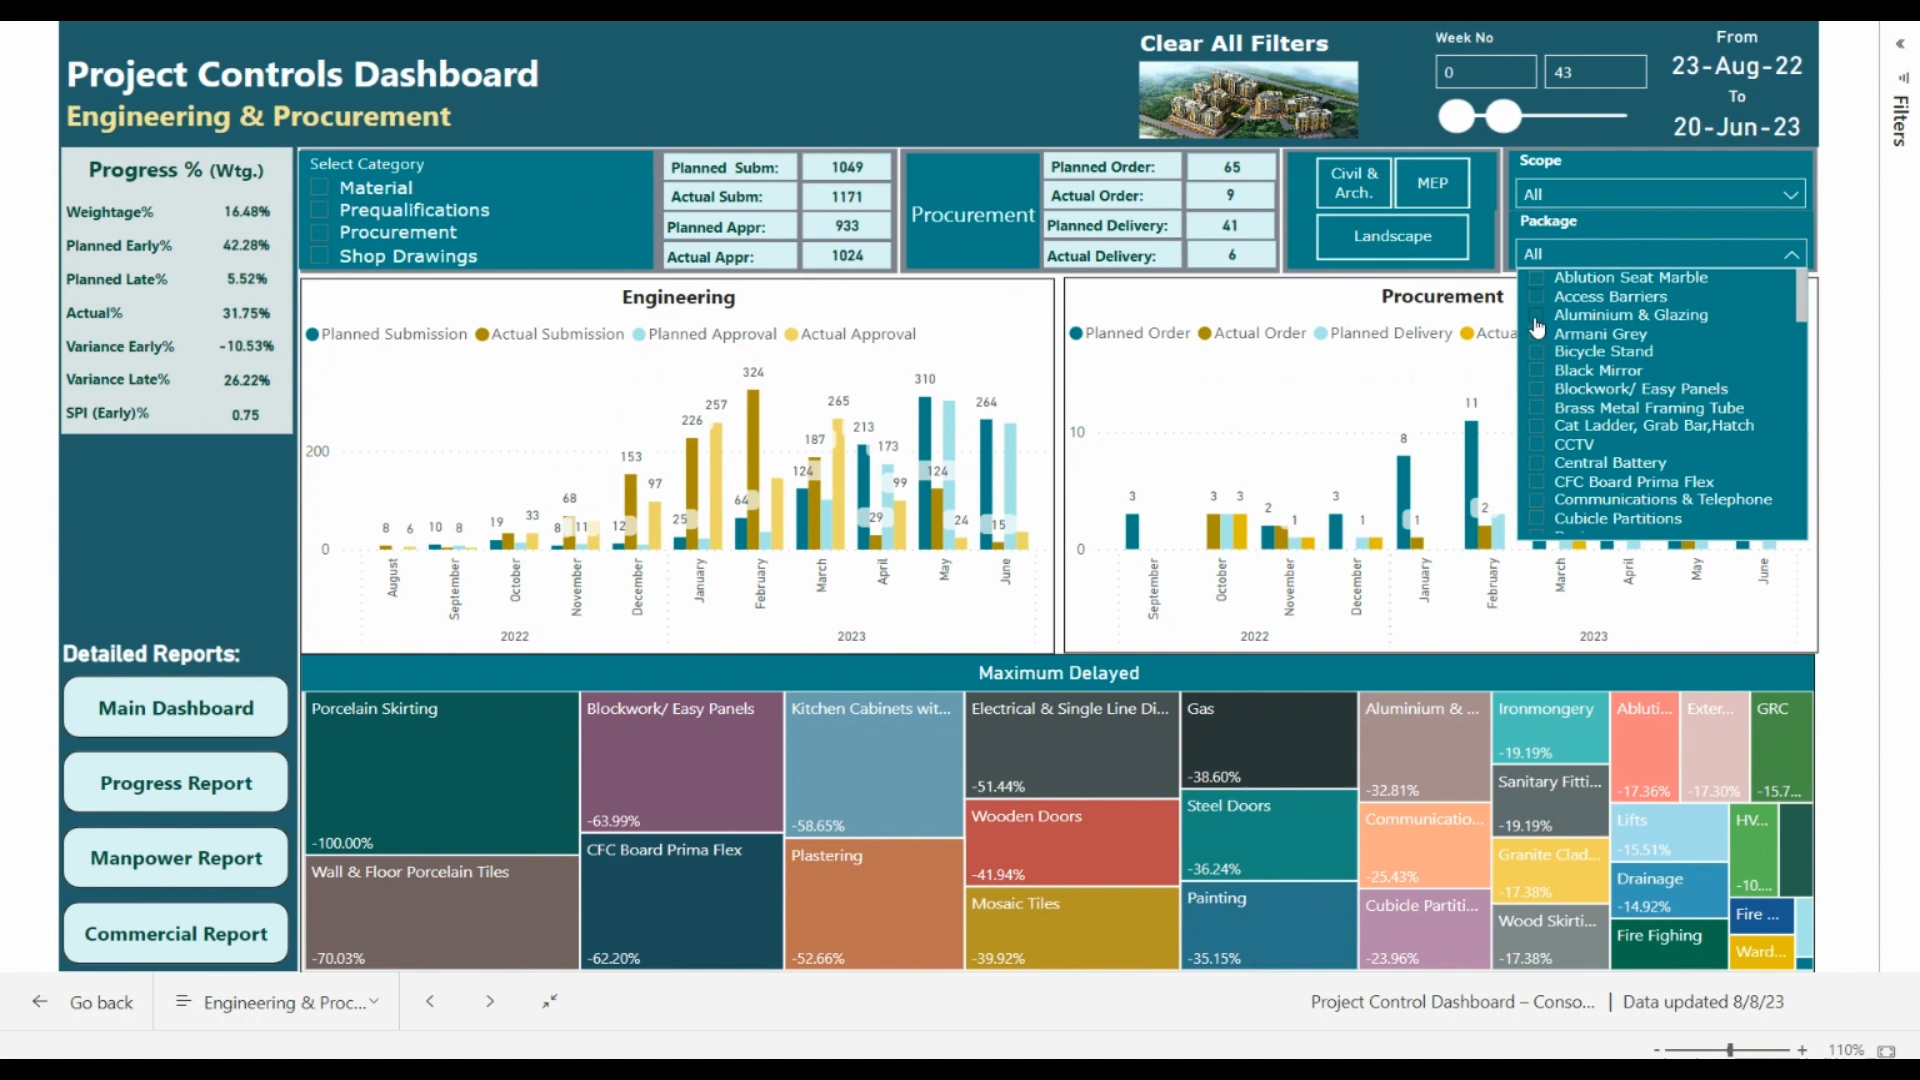 Project Controls Dashboard
Engineering & Procurement
Clear All Filters
Week No
0
43
From
23-Aug-22
To
20-Jun-23
Filters
Progress % (Wtg.)
Weightage% 16.48%
Planned Early% 42.28%
Planned Late% 5.52%
Actual% 31.75%
Variance Early% -10.53%
Variance Late% 26.22%
SPI (Early)% 0.75
Select Category
Material
Prequalifications
Procurement
Shop Drawings
Planned Subm: 1049
Actual Subm: 1171
Planned Appr: 933
Actual Appr: 1024
Procurement
Planned Order: 65
Actual Order: 9
Planned Delivery: 41
Actual Delivery: 6
Civil &
Arch.
MEP
Landscape
Scope
All
Package
All
Ablution Seat Marble
Access Barriers
Aluminium & Glazing
Armani Grey
Bicycle Stand
Black Mirror
Blockwork/ Easy Panels
Brass Metal Framing Tube
Cat Ladder, Grab Bar,Hatch
CCTV
Central Battery
CFC Board Prima Flex
Communications & Telephone
Cubicle Partitions
Engineering
Planned Submission Actual Submission Planned Approval Actual Approval
200
0
8 6 10 8 19 33 8 68 11 12 153 97 25 226 257 64 324 124 187 265 213 29 173 99 310 124 24 264 15
August September October November December January February March April May June
2022 2023
Procurement
Planned Order Actual Order Planned Delivery Actua
10
0
3 3 3 2 1 3 1 8 1 11 2
September October November December January February March April May June
2022 2023
Maximum Delayed
Porcelain Skirting
-100.00%
Wall & Floor Porcelain Tiles
-70.03%
Blockwork/ Easy Panels
-63.99%
CFC Board Prima Flex
-62.20%
Kitchen Cabinets wit...
-58.65%
Plastering
-52.66%
Electrical & Single Line Di...
-51.44%
Wooden Doors
-41.94%
Mosaic Tiles
-39.92%
Gas
-38.60%
Steel Doors
-36.24%
Painting
-35.15%
Aluminium & ...
-32.81%
Communicatio...
-25.43%
Cubicle Partiti...
-23.96%
Ironmongery
-19.19%
Sanitary Fitti...
-19.19%
Granite Clad...
-17.38%
Wood Skirti...
-17.38%
Abluti...
-17.36%
Exter...
-17.30%
GRC
-15.7...
Lifts
-15.51%
Drainage
-14.92%
Fire Fighing
HV...
-10....
Fire ...
Ward...
Detailed Reports:
Main Dashboard
Progress Report
Manpower Report
Commercial Report
Go back
Engineering & Proc...
Project Control Dashboard – Conso... | Data updated 8/8/23
- + 110%